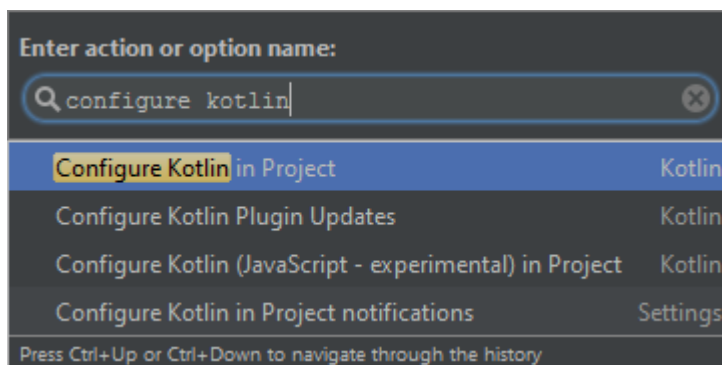 Enter action or option name:
configure kotlin
Configure Kotlin in Project Kotlin
Configure Kotlin Plugin Updates Kotlin
Configure Kotlin (JavaScript - experimental) in Project Kotlin
Configure Kotlin in Project notifications Settings
Press Ctrl+Up or Ctrl+Down to navigate through the history